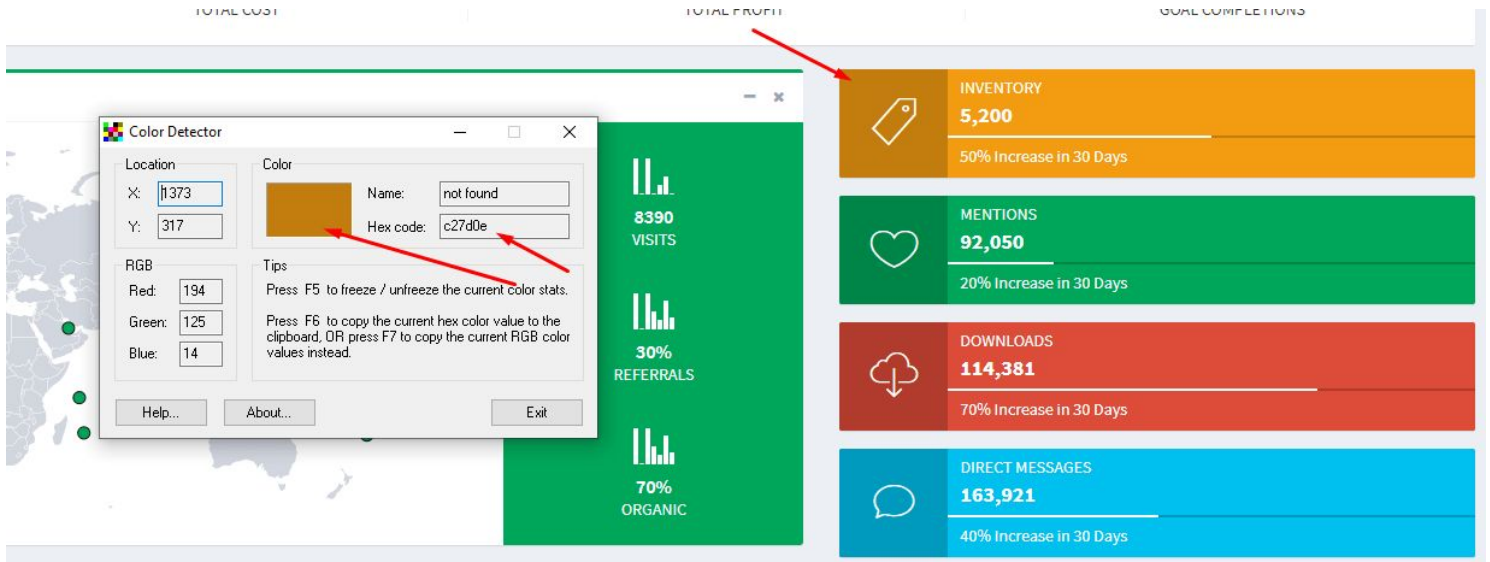 TOTAL COST
TOTAL PROFIT
GOAL COMPLETIONS
Color Detector
Location
X: 1373
Y: 317
Color
Name: not found
Hex code: c27d0e
RGB
Red: 194
Green: 125
Blue: 14
Tips
Press F5 to freeze / unfreeze the current color stats.
Press F6 to copy the current hex color value to the
clipboard, OR press F7 to copy the current RGB color
values instead.
Help...
About...
Exit
8390
VISITS
30%
REFERRALS
70%
ORGANIC
INVENTORY
5,200
50% Increase in 30 Days
MENTIONS
92,050
20% Increase in 30 Days
DOWNLOADS
114,381
70% Increase in 30 Days
DIRECT MESSAGES
163,921
40% Increase in 30 Days